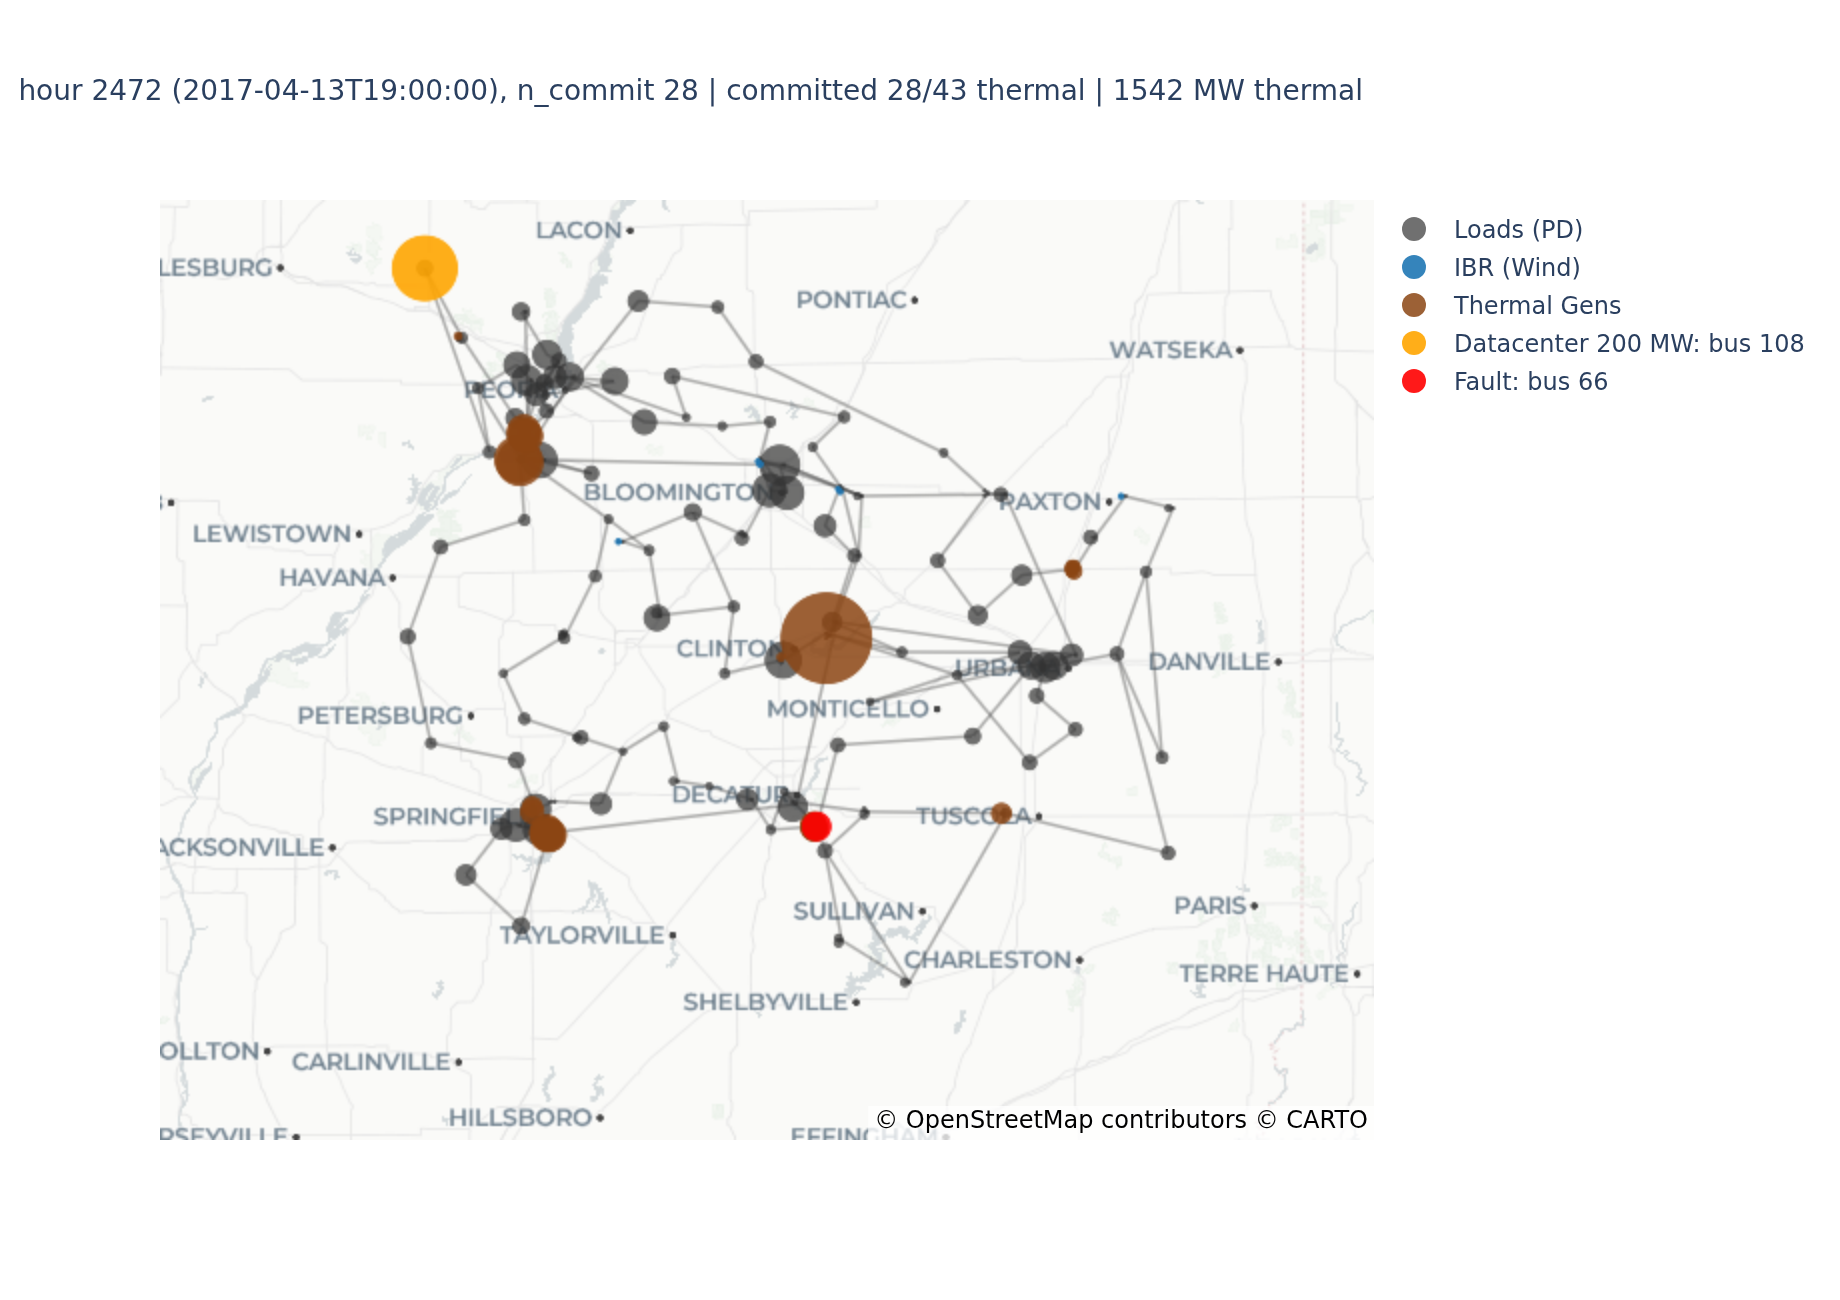 hour 2472 (2017-04-13T19:00:00), n_commit 28 | committed 28/43 thermal | 1542 MW thermal
LACON
LESBURG
PONTIAC
WATSEKA
BLOOMINGTON
PAXTON
LEWISTOWN
HAVANA
CLINTON
DANVILLE
PETERSBURG
MONTICELLO
DECATUR
SPRINGFIE
TUSCOLA
ACKSONVILLE
PARIS
SULLIVAN
TAYLORVILLE
CHARLESTON
TERRE HAUTE
SHELBYVILLE
OLLTON
CARLINVILLE
HILLSBORO
EFFINGHAM
RSEYVILLE
© OpenStreetMap contributors © CARTO
Loads (PD)
IBR (Wind)
Thermal Gens
Datacenter 200 MW: bus 108
Fault: bus 66